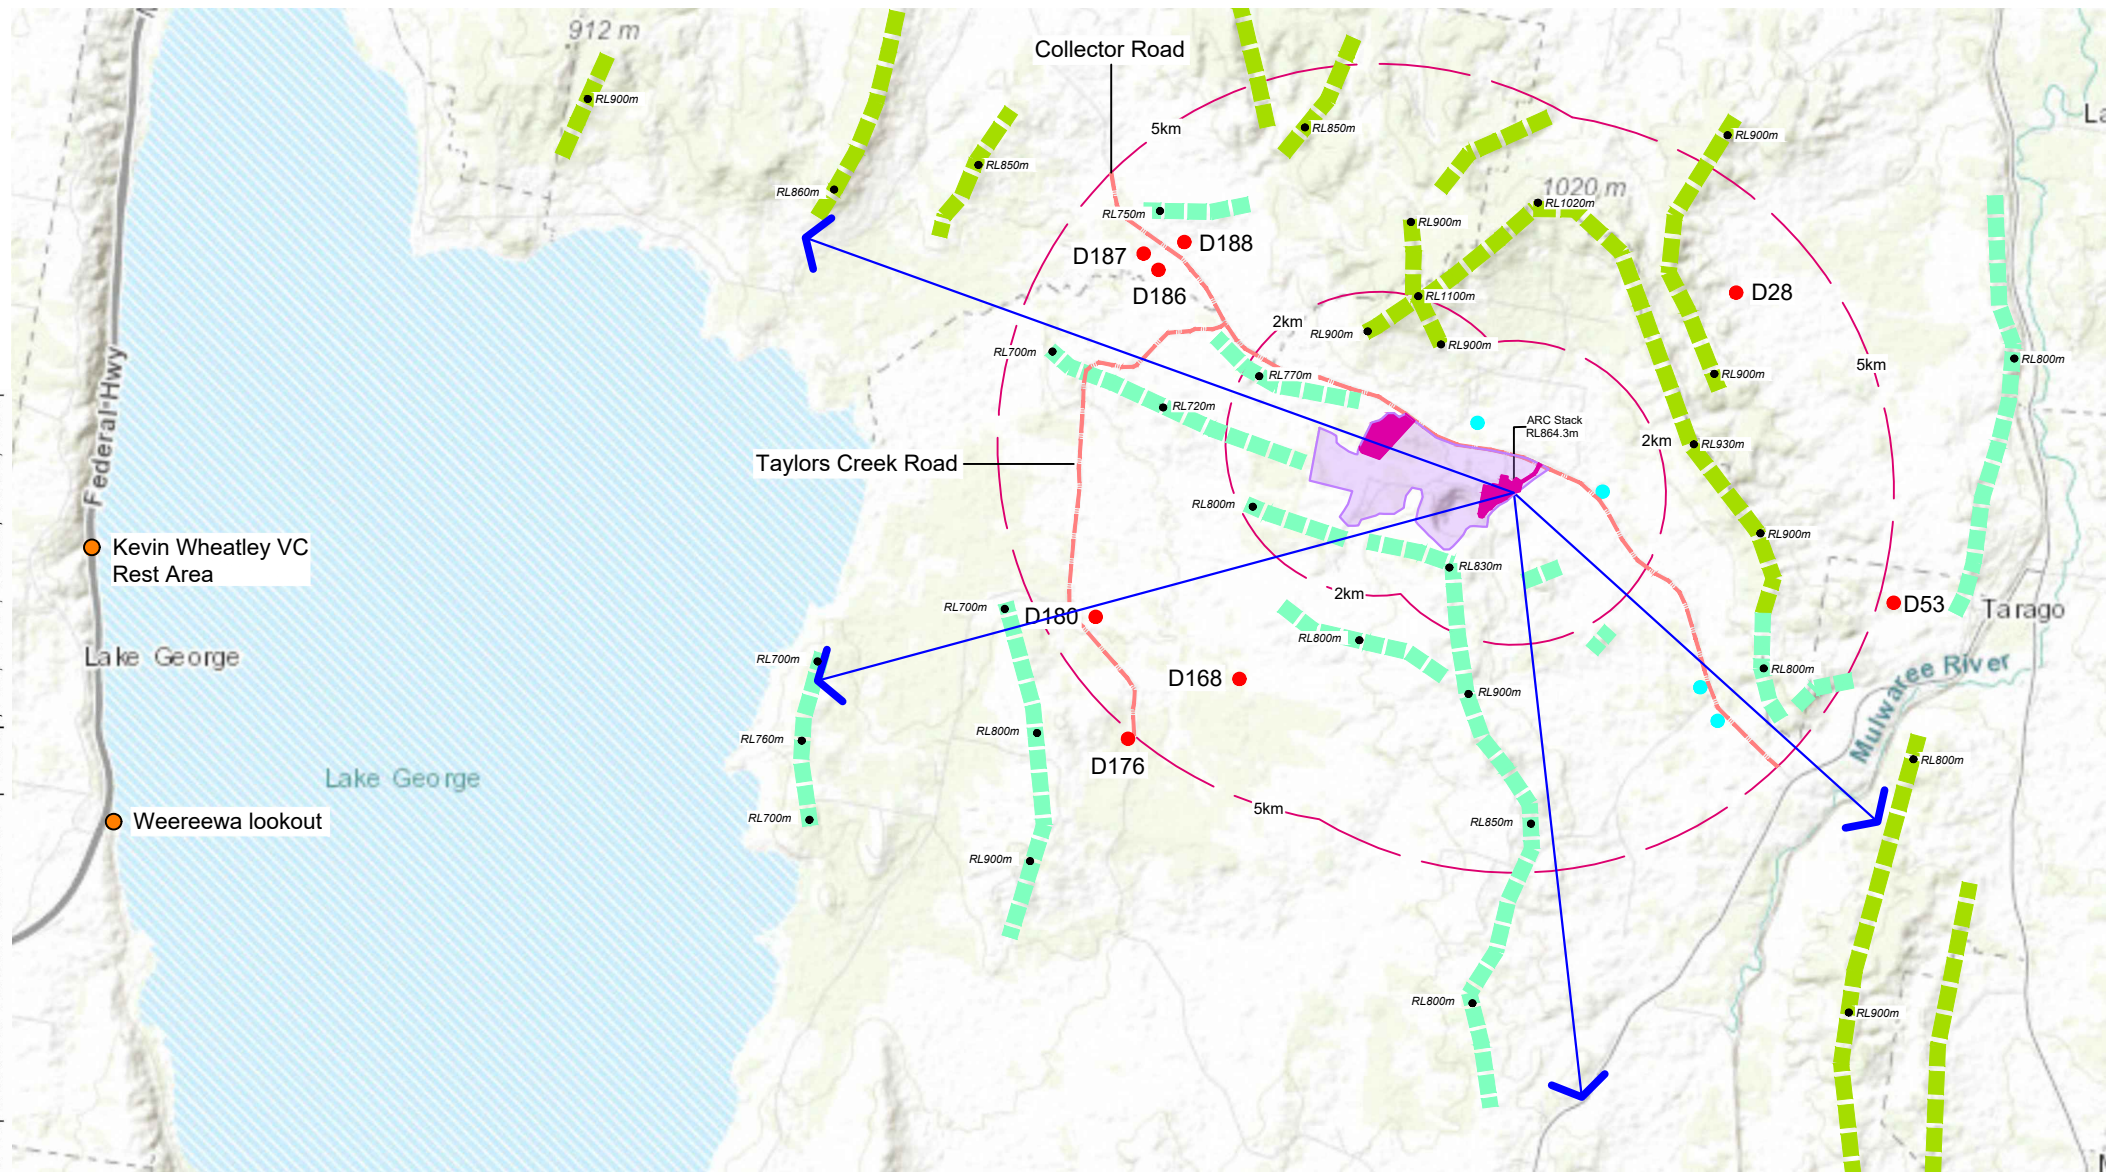 912 m
Collector Road
RL900m
5km
RL850m
RL900m
La
RL850m
RL860m
1020 m
RL1020m
RL750m
RL900m
D188
D187
D186
D28
RL1100m
2km
RL900m
RL900m
RL700m
RL800m
5km
RL770m
RL900m
RL720m
ARC Stack
RL864.3m
2km
RL930m
Federal Hwy
Taylors Creek Road
RL800m
RL900m
Kevin Wheatley VC
Rest Area
RL830m
2km
RL700m
D180
D53
Tarago
RL800m
Lake George
RL700m
RL800m
Mulwaree River
D168
RL900m
RL760m
RL800m
D176
RL800m
Lake George
5km
RL700m
Weereewa lookout
RL850m
RL900m
RL800m
RL900m